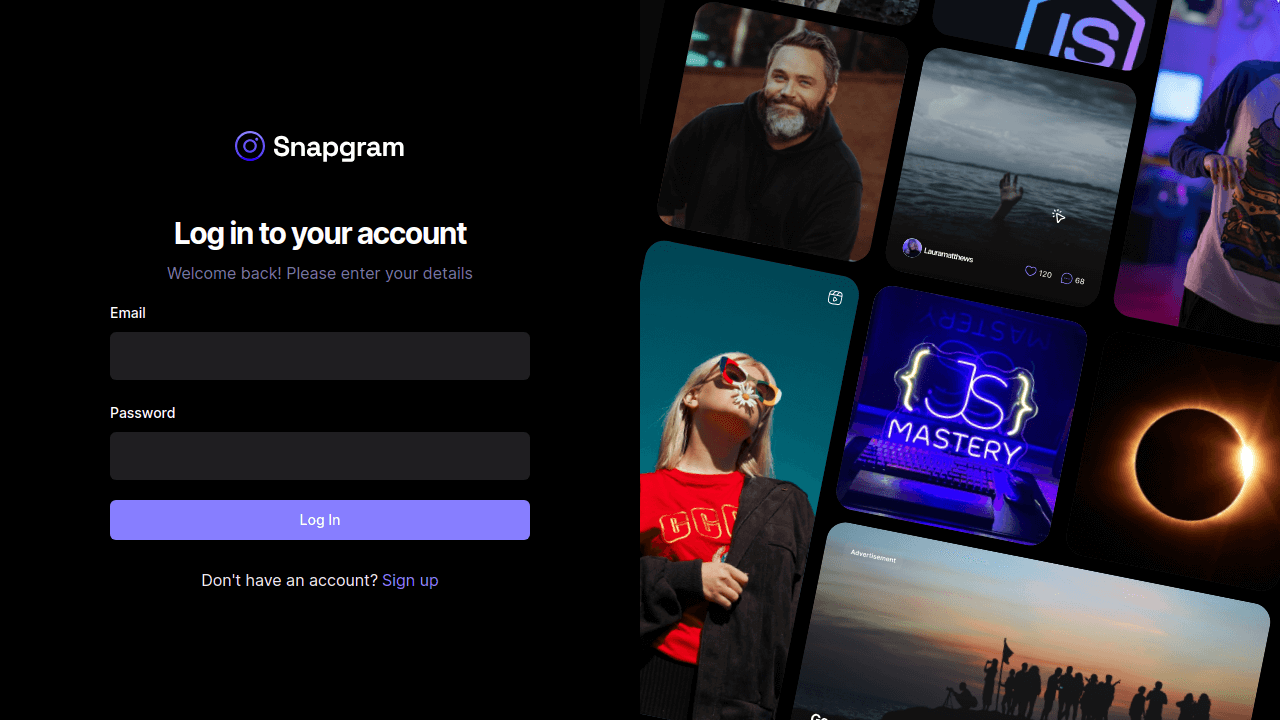 Snapgram
Log in to your account
Welcome back! Please enter your details
Email
Password
Log In
Don't have an account? Sign up
JS
Lauramatthews
120
68
JS
MASTERY
Advertisement